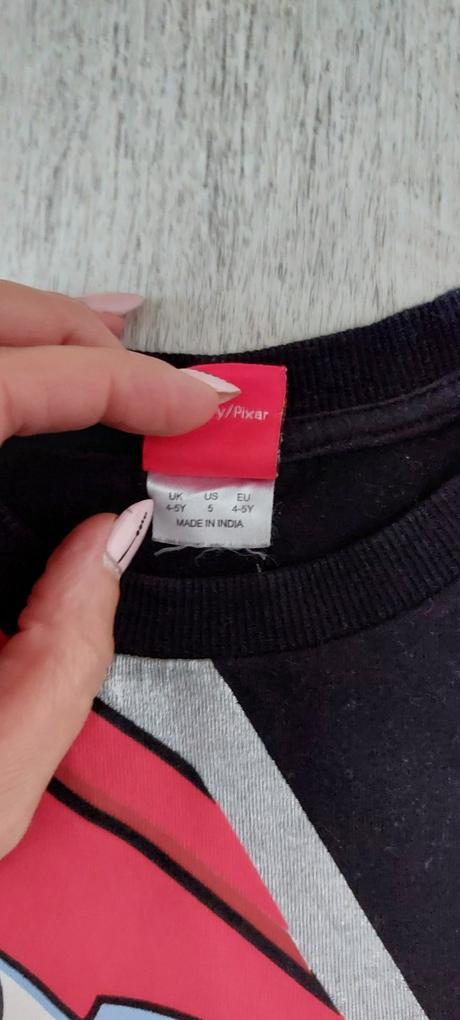 y/Pixar
UK US EU
4-5Y 5 4-5Y
MADE IN INDIA